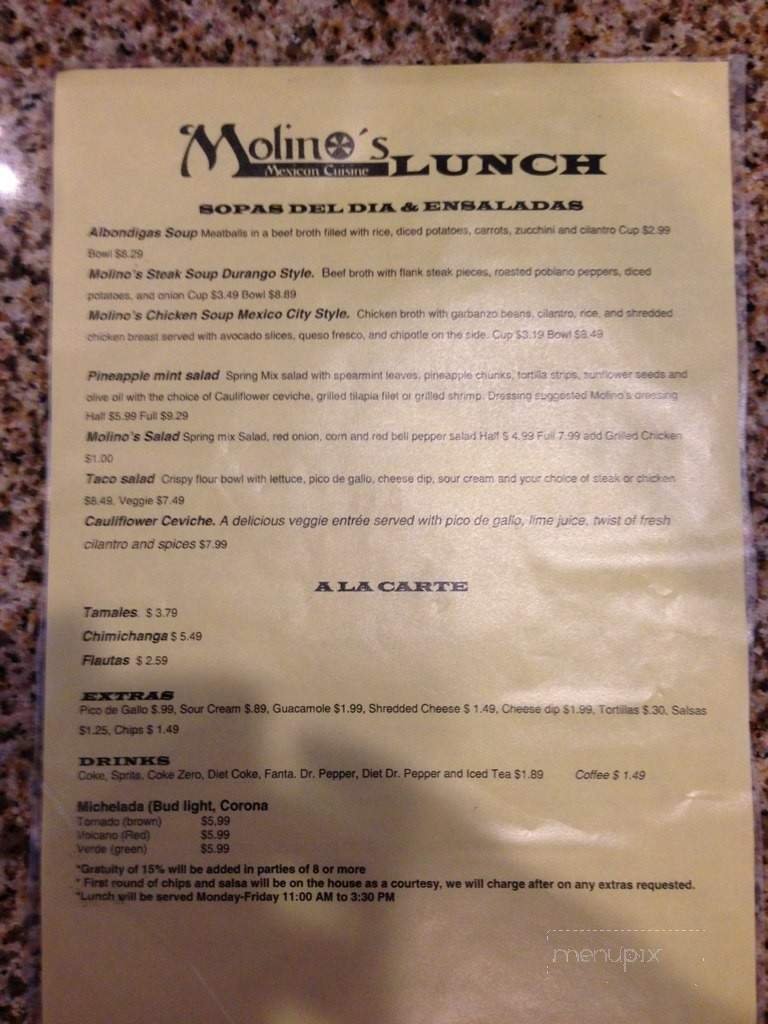 Molino's
Mexican Cuisine
LUNCH
SOPAS DEL DIA & ENSALADAS
Albondigas Soup Meatballs in a beef broth filled with rice, diced potatoes, carrots, zucchini and cilantro Cup $2.99
Bowl $8.29
Molino's Steak Soup Durango Style. Beef broth with flank steak pieces, roasted poblano peppers, diced
potatoes, and onion Cup $3.49 Bowl $8.89
Molino's Chicken Soup Mexico City Style. Chicken broth with garbanzo beans, cilantro, rice, and shredded
chicken breast served with avocado slices, queso fresco, and chipotle on the side. Cup $3.19 Bowl $8.49
Pineapple mint salad Spring Mix salad with spearmint leaves, pineapple chunks, tortilla strips, sunflower seeds and
olive oil with the choice of Cauliflower ceviche, grilled tilapia filet or grilled shrimp. Dressing suggested Molino's dressing
Half $5.99 Full $9.29
Molino's Salad Spring mix Salad, red onion, corn and red bell pepper salad Half $ 4.99 Full 7.99 add Grilled Chicken
$1.00
Taco salad Crispy flour bowl with lettuce, pico de gallo, cheese dip, sour cream and your choice of steak or chicken
$8.49, Veggie $7.49
Cauliflower Ceviche. A delicious veggie entrée served with pico de gallo, lime juice, twist of fresh
cilantro and spices $7.99
A LA CARTE
Tamales. $ 3.79
Chimichanga $ 5.49
Flautas $ 2.59
EXTRAS
Pico de Gallo $.99, Sour Cream $.89, Guacamole $1.99, Shredded Cheese $ 1.49, Cheese dip $1.99, Tortillas $.30, Salsas
$1.25, Chips $ 1.49
DRINKS
Coke, Sprite, Coke Zero, Diet Coke, Fanta. Dr. Pepper, Diet Dr. Pepper and Iced Tea $1.89 Coffee $ 1.49
Michelada (Bud light, Corona
Tornado (brown) $5.99
Volcano (Red) $5.99
Verde (green) $5.99
*Gratuity of 15% will be added in parties of 8 or more
* First round of chips and salsa will be on the house as a courtesy, we will charge after on any extras requested.
*Lunch will be served Monday-Friday 11:00 AM to 3:30 PM
menupix